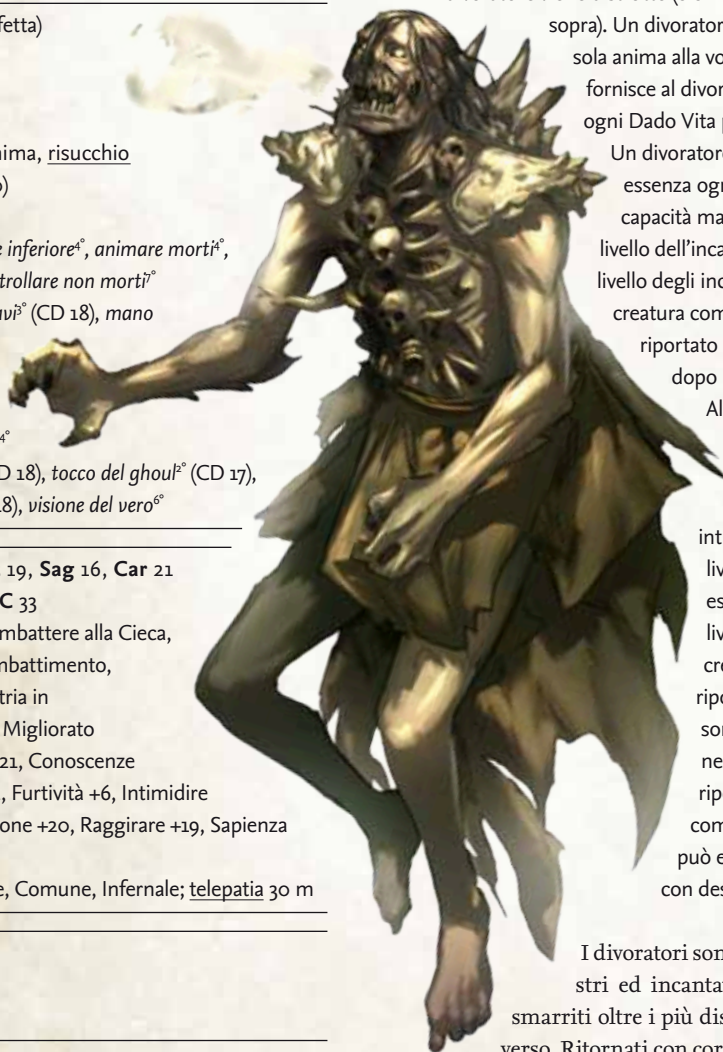 fetta)
nima, risucchio
o)
e inferiore⁴°, animare morti⁴°,
trollare non morti⁷°
avi³° (CD 18), mano
⁴°
D 18), tocco del ghoul²° (CD 17),
18), visione del vero⁶°
19, Sag 16, Car 21
C 33
mbattere alla Cieca,
mbattimento,
tria in
Migliorato
21, Conoscenze
, Furtività +6, Intimidire
one +20, Raggirare +19, Sapienza
e, Comune, Infernale; telepatia 30 m
sopra). Un divorator
sola anima alla vo
fornisce al divor
ogni Dado Vita p
Un divoratore
essenza ogn
capacità ma
livello dell'inca
livello degli inc
creatura com
riportato
dopo
Al
int
liv
es
liv
cre
ripo
son
ne
ripo
com
può e
con des
I divoratori son
stri ed incanta
smarriti oltre i più dis
verso. Ritornati con cor